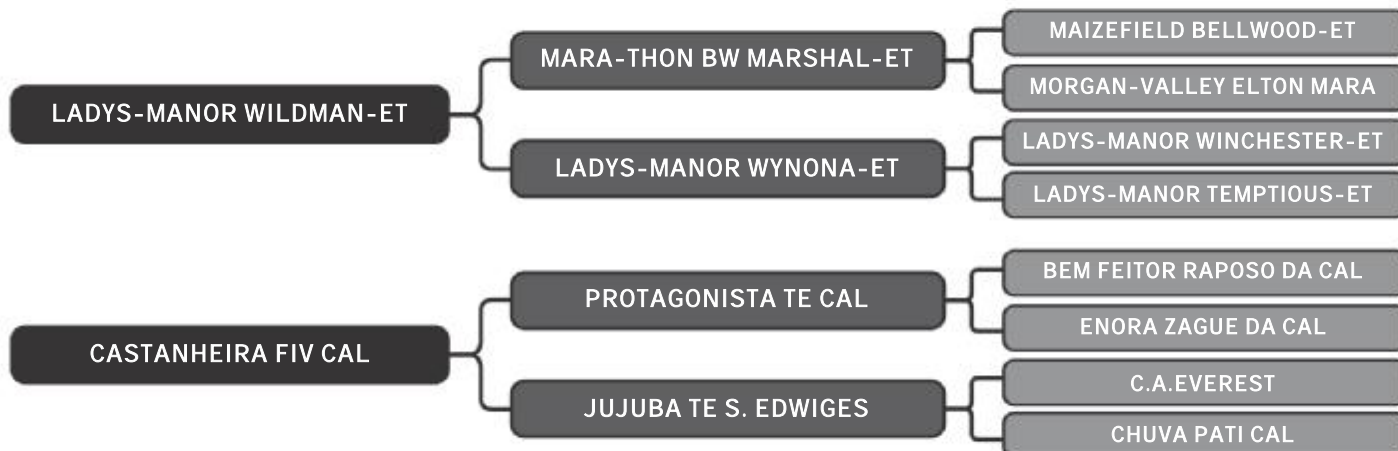 LADYS-MANOR WILDMAN-ET
MARA-THON BW MARSHAL-ET
MAIZEFIELD BELLWOOD-ET
MORGAN-VALLEY ELTON MARA
LADYS-MANOR WYNONA-ET
LADYS-MANOR WINCHESTER-ET
LADYS-MANOR TEMPTIOUS-ET
CASTANHEIRA FIV CAL
PROTAGONISTA TE CAL
BEM FEITOR RAPOSO DA CAL
ENORA ZAGUE DA CAL
JUJUBA TE S. EDWIGES
C.A.EVEREST
CHUVA PATI CAL